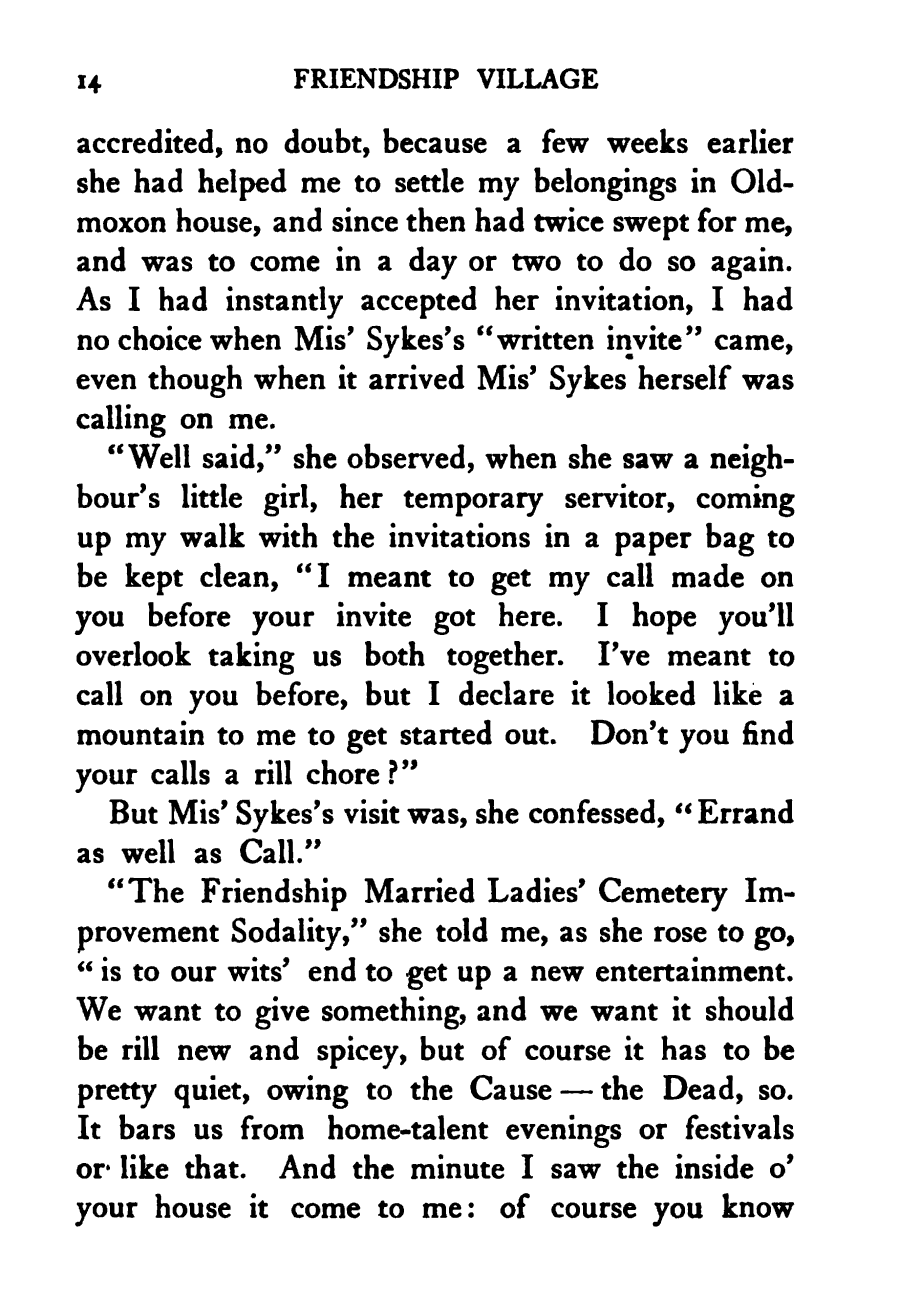 14 FRIENDSHIP VILLAGE
accredited, no doubt, because a few weeks earlier
she had helped me to settle my belongings in Old-
moxon house, and since then had twice swept for me,
and was to come in a day or two to do so again.
As I had instantly accepted her invitation, I had
no choice when Mis’ Sykes’s “written invite” came,
even though when it arrived Mis’ Sykes herself was
calling on me.
“Well said,” she observed, when she saw a neigh-
bour’s little girl, her temporary servitor, coming
up my walk with the invitations in a paper bag to
be kept clean, “I meant to get my call made on
you before your invite got here. I hope you’ll
overlook taking us both together. I’ve meant to
call on you before, but I declare it looked like a
mountain to me to get started out. Don’t you find
your calls a rill chore?”
But Mis’ Sykes’s visit was, she confessed, “Errand
as well as Call.”
“The Friendship Married Ladies’ Cemetery Im-
provement Sodality,” she told me, as she rose to go,
“is to our wits’ end to get up a new entertainment.
We want to give something, and we want it should
be rill new and spicey, but of course it has to be
pretty quiet, owing to the Cause — the Dead, so.
It bars us from home-talent evenings or festivals
or like that. And the minute I saw the inside o’
your house it come to me: of course you know